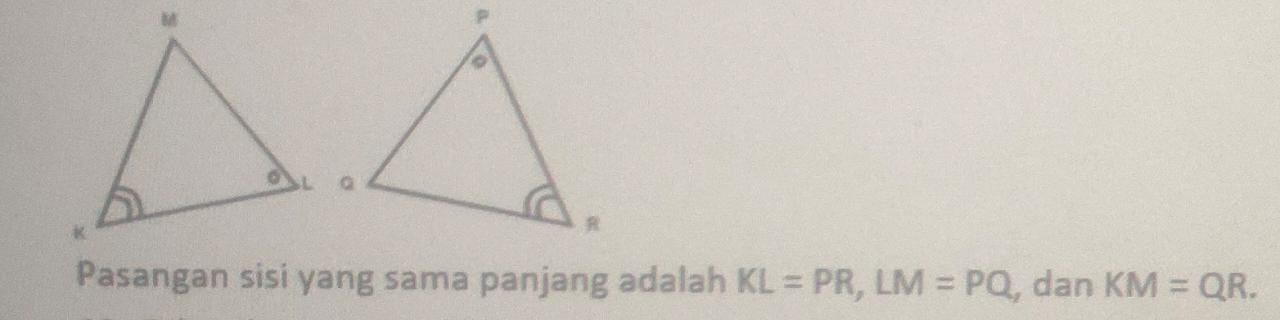 M
P
L
Q
K
R
Pasangan sisi yang sama panjang adalah KL = PR, LM = PQ, dan KM = QR.